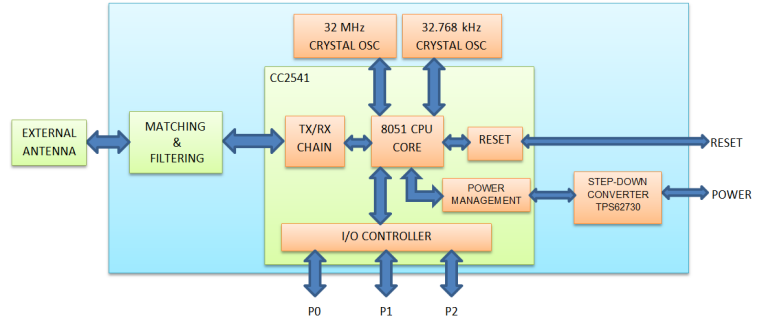 32 MHz
CRYSTAL OSC
32.768 kHz
CRYSTAL OSC
CC2541
EXTERNAL
ANTENNA
MATCHING
&
FILTERING
TX/RX
CHAIN
8051 CPU
CORE
RESET
RESET
POWER
MANAGEMENT
STEP-DOWN
CONVERTER
TPS62730
POWER
I/O CONTROLLER
P0
P1
P2